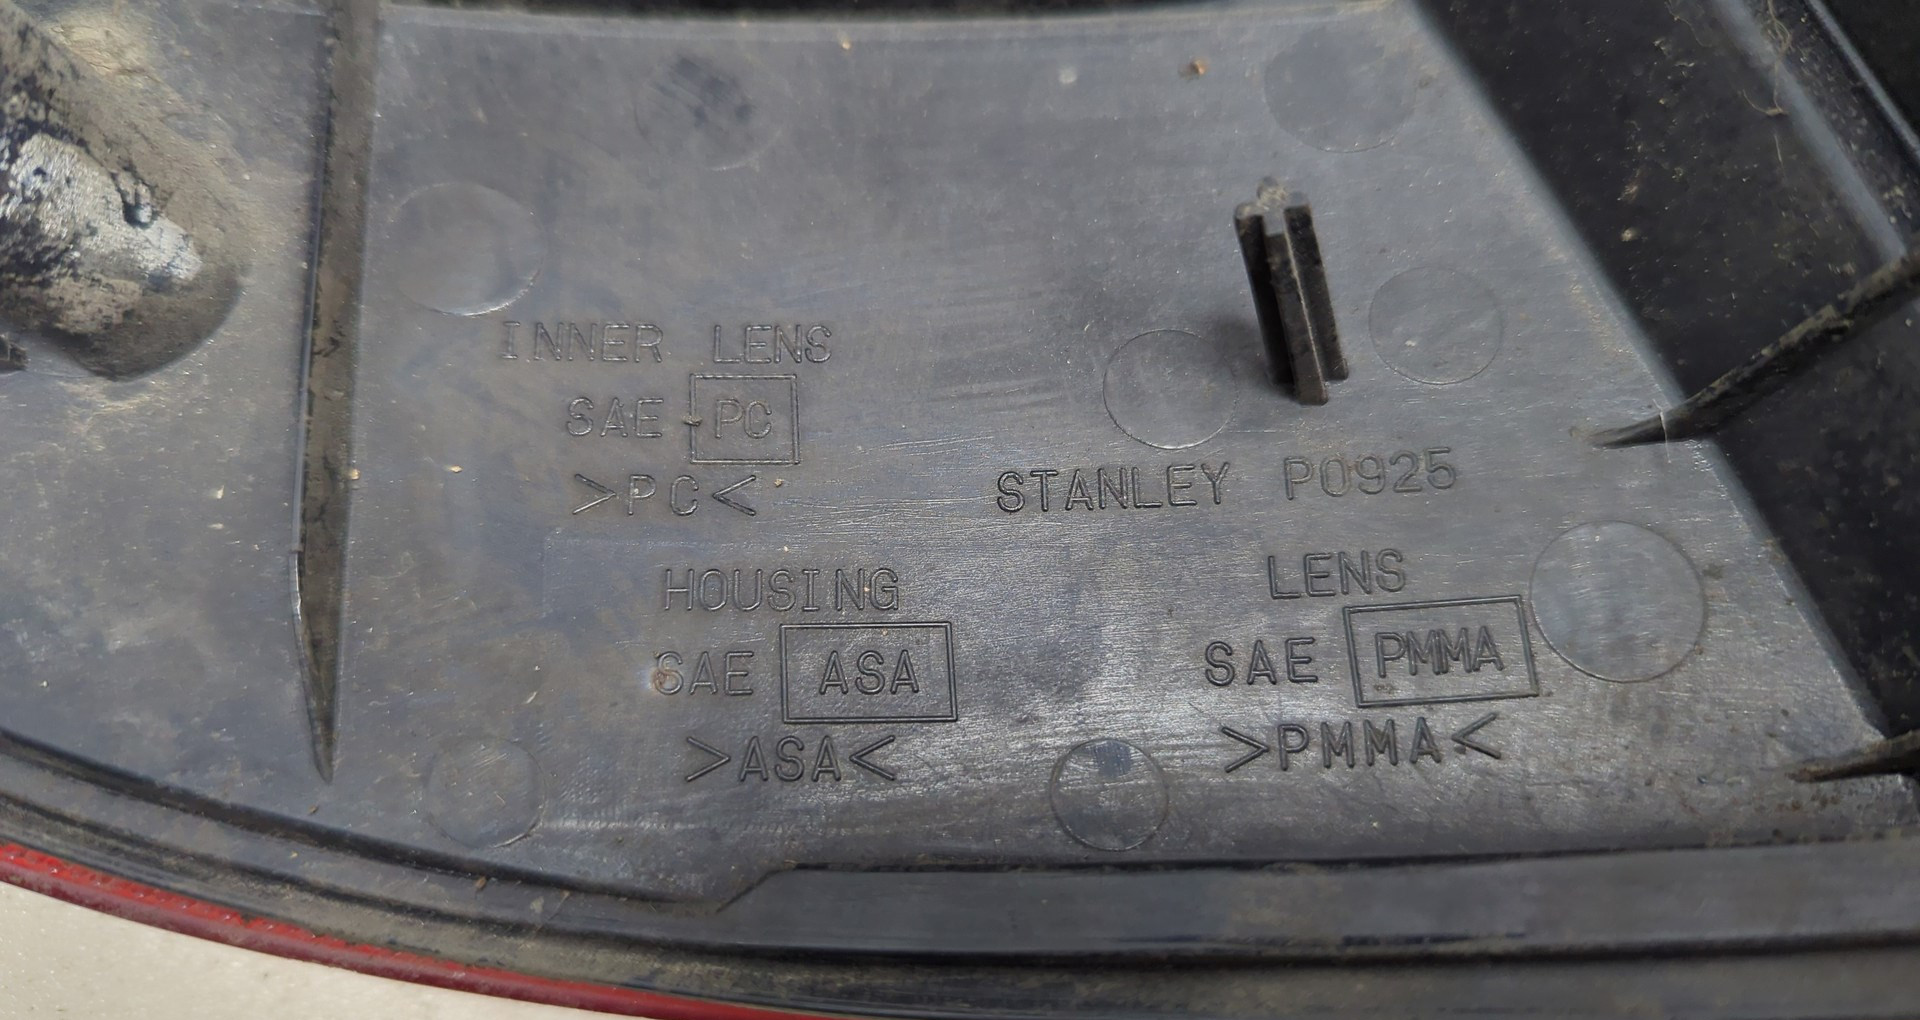 INNER LENS
SAE PC
>PC<
STANLEY P0925
HOUSING
SAE ASA
>ASA<
LENS
SAE PMMA
>PMMA<